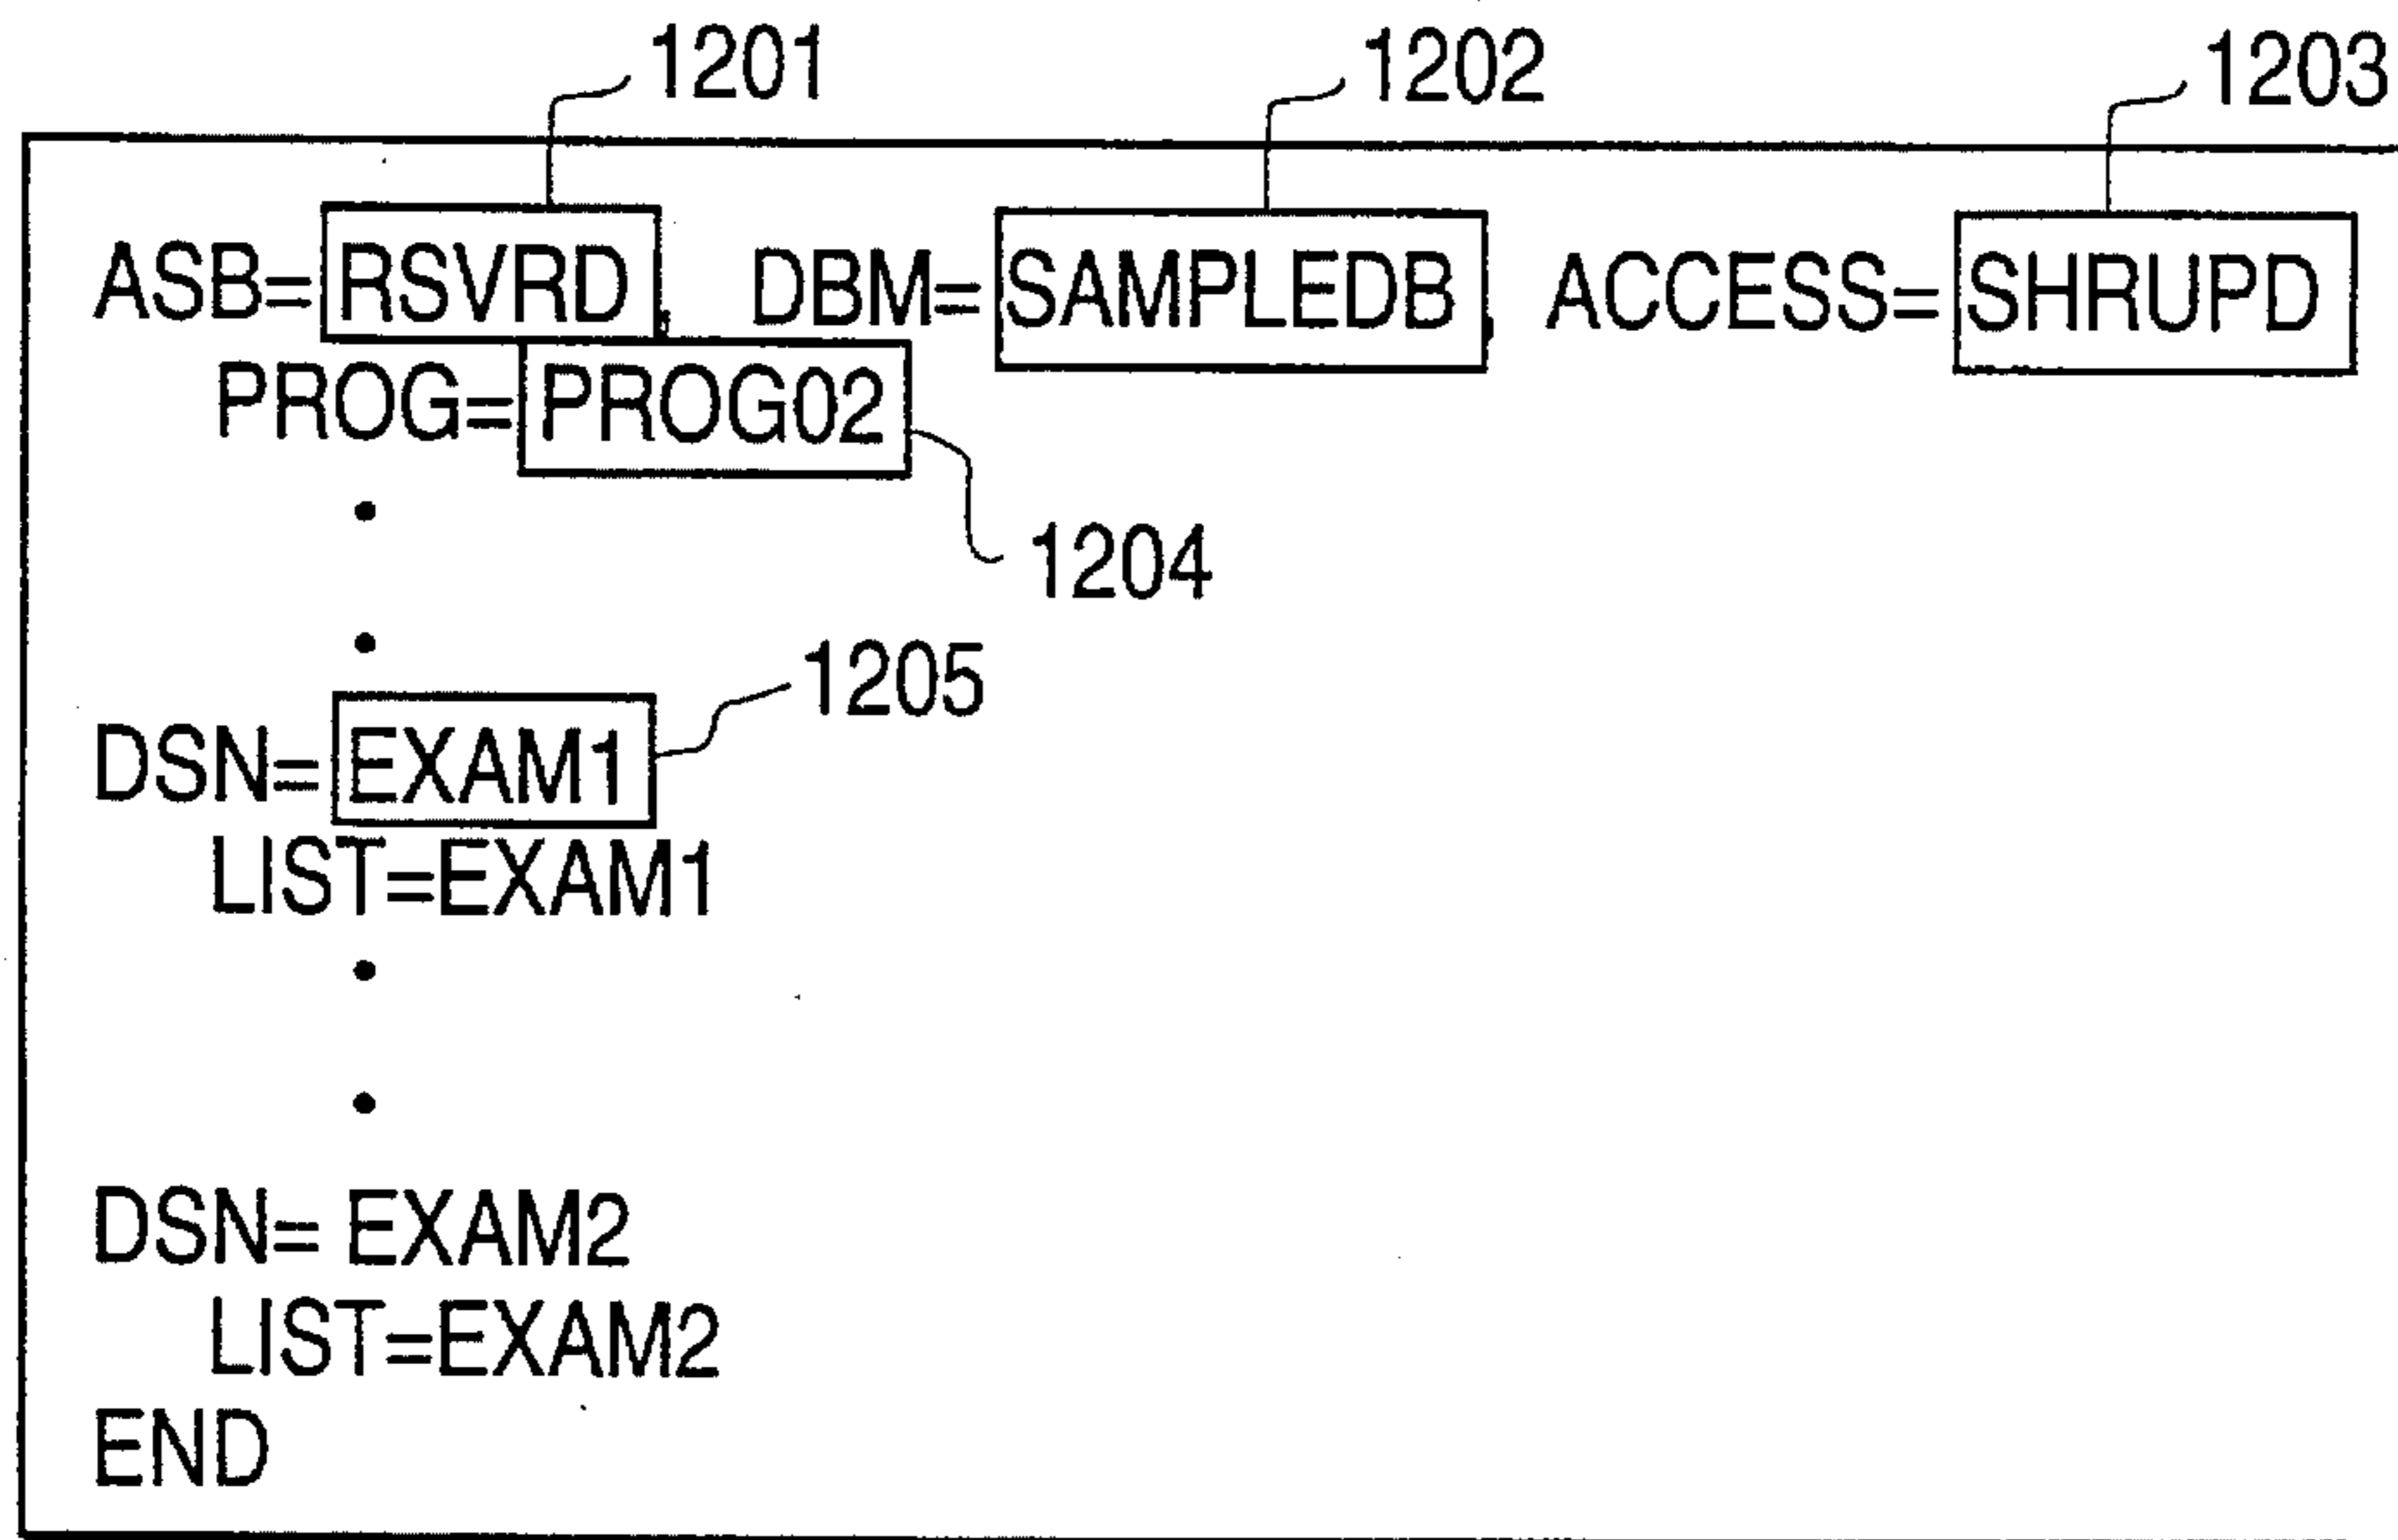 1201 1202 1203
ASB= RSVRD, DBM= SAMPLEDB, ACCESS= SHRUPD
PROG= PROG02
1204
1205
DSN= EXAM1
LIST=EXAM1
DSN= EXAM2
LIST=EXAM2
END